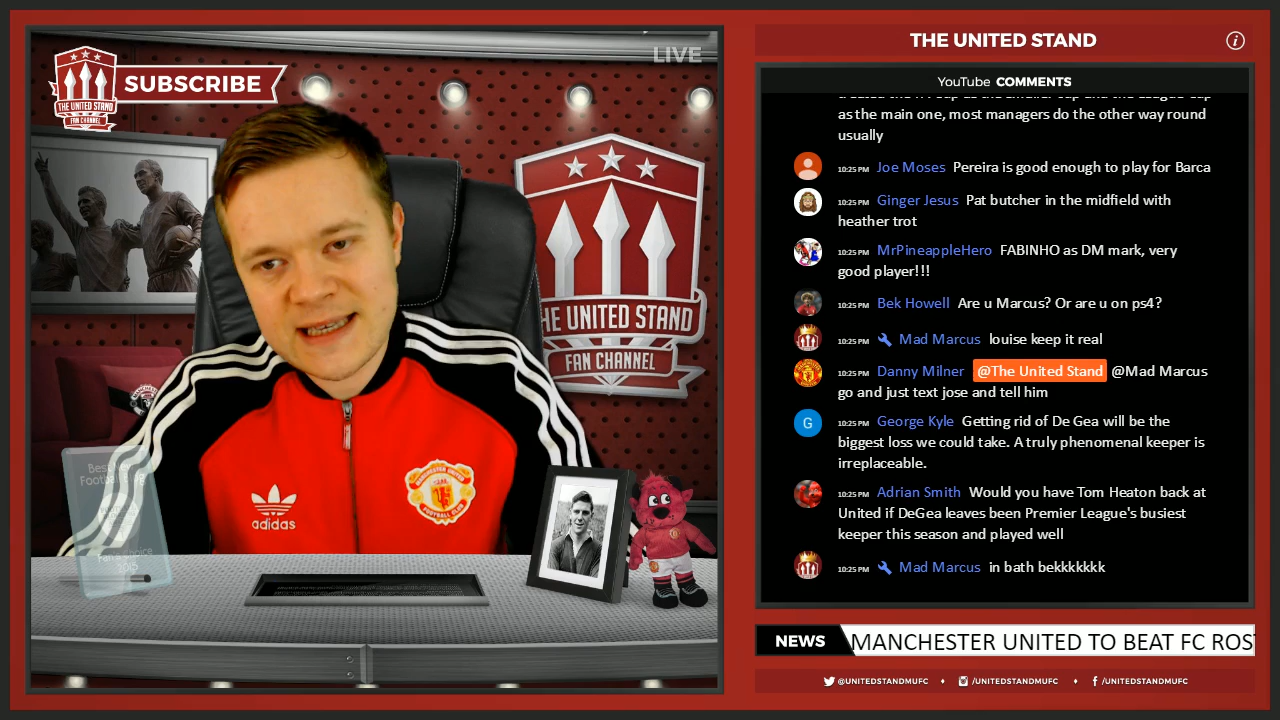 LIVE
SUBSCRIBE
THE UNITED STAND
FAN CHANNEL
THE UNITED STAND
FAN CHANNEL
adidas
MANCHESTER UNITED
FOOTBALL CLUB
Fan's Choice
2015
THE UNITED STAND
YouTube COMMENTS
as the main one, most managers do the other way round
usually
10:25 PM Joe Moses Pereira is good enough to play for Barca
10:25 PM Ginger Jesus Pat butcher in the midfield with
heather trot
10:25 PM MrPineappleHero FABINHO as DM mark, very
good player!!!
10:25 PM Bek Howell Are u Marcus? Or are u on ps4?
10:25 PM Mad Marcus louise keep it real
10:25 PM Danny Milner @The United Stand @Mad Marcus
go and just text jose and tell him
G 10:25 PM George Kyle Getting rid of De Gea will be the
biggest loss we could take. A truly phenomenal keeper is
irreplaceable.
10:25 PM Adrian Smith Would you have Tom Heaton back at
United if DeGea leaves been Premier League's busiest
keeper this season and played well
10:25 PM Mad Marcus in bath bekkkkkkk
NEWS MANCHESTER UNITED TO BEAT FC ROS
@UNITEDSTANDMUFC • /UNITEDSTANDMUFC • /UNITEDSTANDMUFC